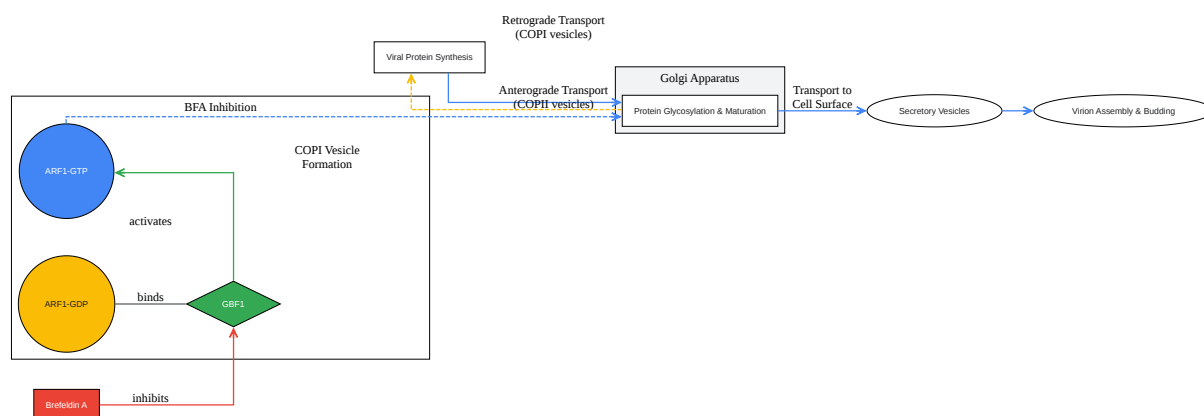 Retrograde Transport
(COPI vesicles)
Viral Protein Synthesis
Golgi Apparatus
Anterograde Transport
(COPII vesicles)
Transport to
Cell Surface
Protein Glycosylation & Maturation
Secretory Vesicles
Virion Assembly & Budding
BFA Inhibition
COPI Vesicle
Formation
ARF1-GTP
activates
ARF1-GDP
binds
GBF1
Brefeldin A
inhibits